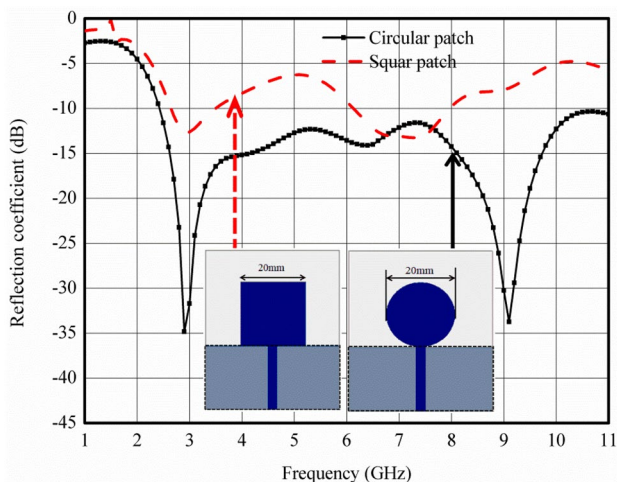 Circular patch
Squar patch
Reflection coefficient (dB)
0
-5
-10
-15
-20
-25
-30
-35
-40
-45
20mm
20mm
1 2 3 4 5 6 7 8 9 10 11
Frequency (GHz)